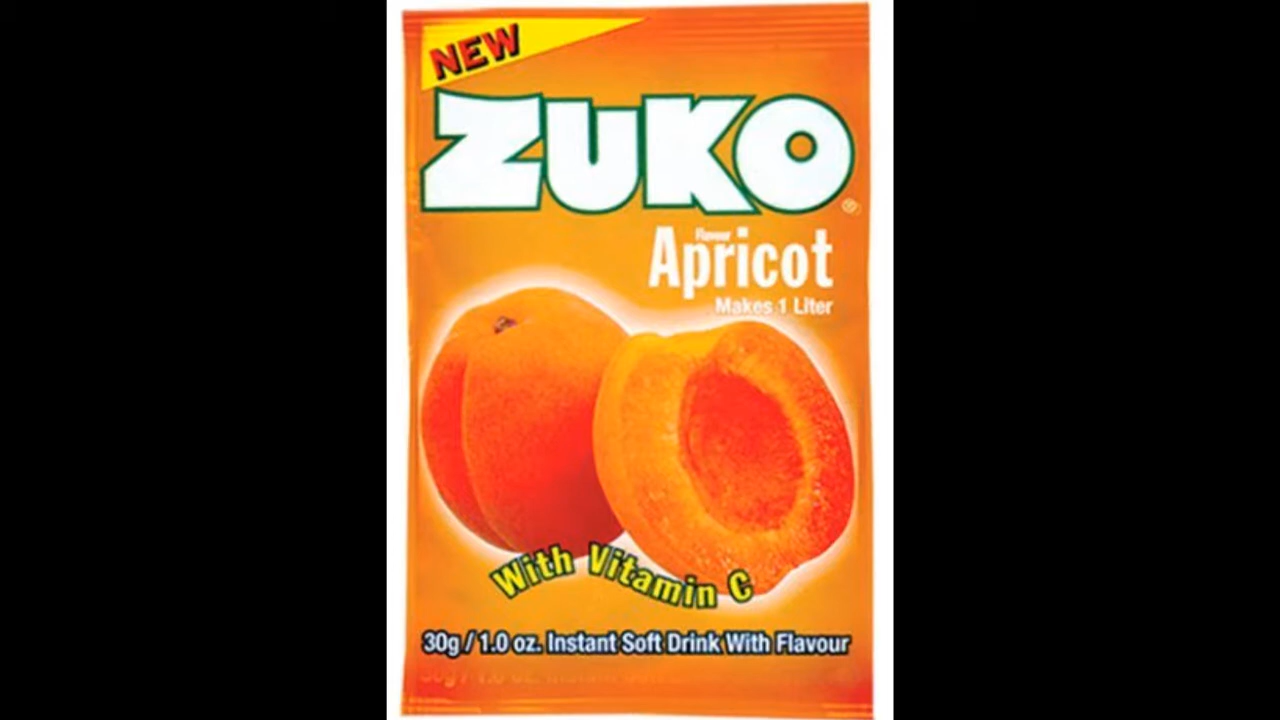 NEW
ZUKO
®
Flavour
Apricot
Makes 1 Liter
With Vitamin C
30g / 1.0 oz. Instant Soft Drink With Flavour